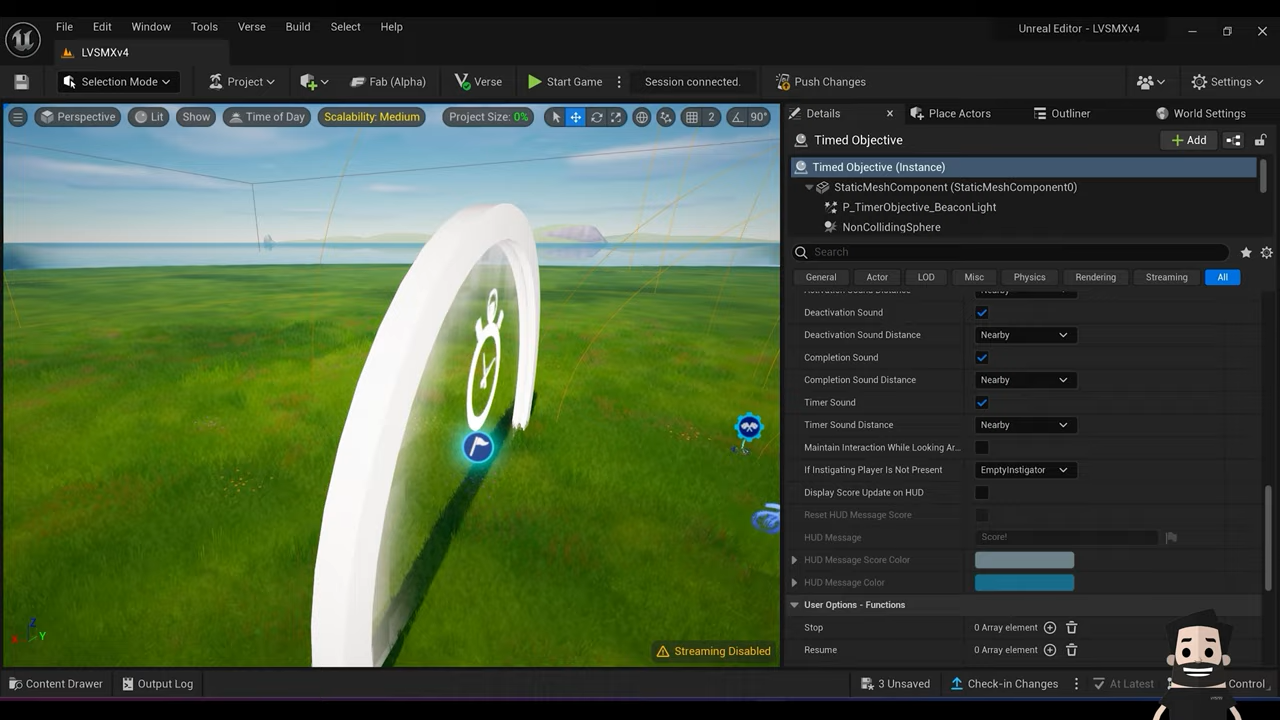 File Edit Window Tools Verse Build Select Help
Unreal Editor - LVSMXv4
LVSMXv4
Selection Mode
Project
Fab (Alpha)
Verse
Start Game
Session connected.
Push Changes
Settings
Perspective
Lit
Show
Time of Day
Scalability: Medium
Project Size: 0%
2
90°
Details
Place Actors
Outliner
World Settings
Timed Objective
Add
Timed Objective (Instance)
StaticMeshComponent (StaticMeshComponent0)
P_TimerObjective_BeaconLight
NonCollidingSphere
Search
General Actor LOD Misc Physics Rendering Streaming All
Deactivation Sound
Deactivation Sound Distance Nearby
Completion Sound
Completion Sound Distance Nearby
Timer Sound
Timer Sound Distance Nearby
Maintain Interaction While Looking Ar...
If Instigating Player Is Not Present EmptyInstigator
Display Score Update on HUD
Reset HUD Message Score
HUD Message Score!
HUD Message Score Color
HUD Message Color
User Options - Functions
Stop 0 Array element
Resume 0 Array element
Z
X
Y
Streaming Disabled
Content Drawer
Output Log
3 Unsaved
Check-in Changes
At Latest
Control